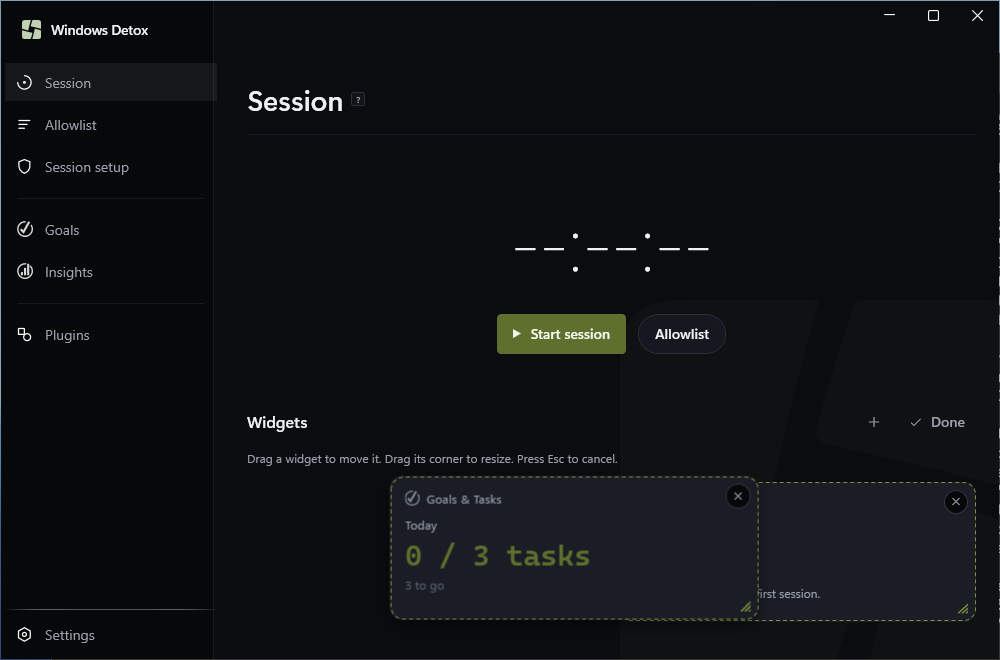 Windows Detox
Session
Allowlist
Session setup
Goals
Insights
Plugins
Settings
Session ?
——:——:——
Start session
Allowlist
Widgets
Done
Drag a widget to move it. Drag its corner to resize. Press Esc to cancel.
Goals & Tasks
Today
0 / 3 tasks
3 to go
first session.